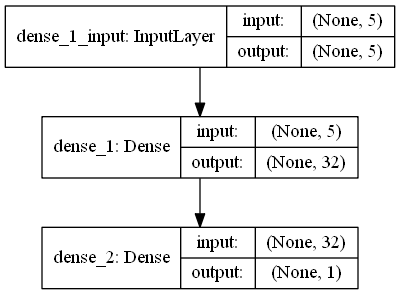 dense_1_input: InputLayer
input: (None, 5)
output: (None, 5)
dense_1: Dense
input: (None, 5)
output: (None, 32)
dense_2: Dense
input: (None, 32)
output: (None, 1)